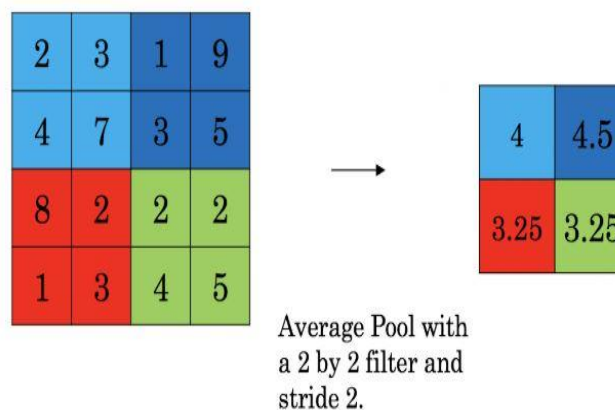 2 3 1 9
4 7 3 5
8 2 2 2
1 3 4 5
4 4.5
3.25 3.25
Average Pool with
a 2 by 2 filter and
stride 2.